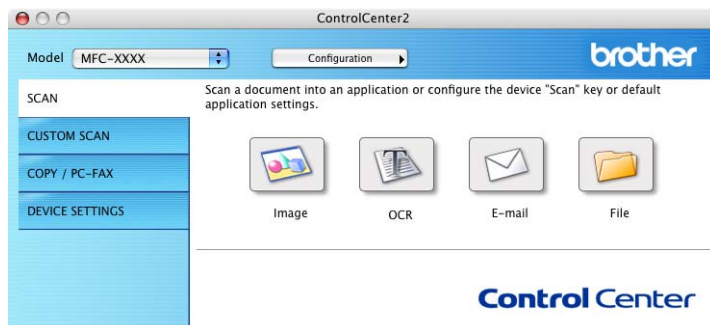 ControlCenter2
Model MFC-XXXX Configuration brother
SCAN
Scan a document into an application or configure the device "Scan" key or default
application settings.
CUSTOM SCAN
COPY / PC-FAX
DEVICE SETTINGS
Image OCR E-mail File
Control Center